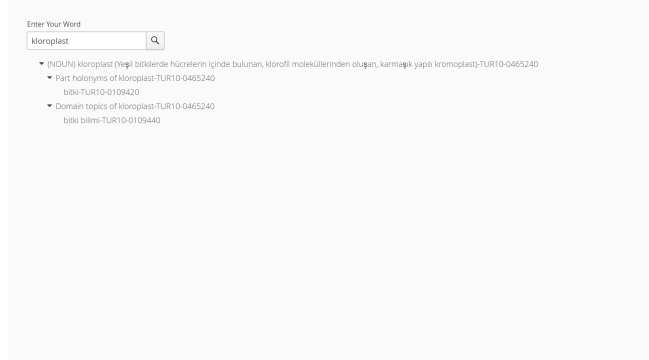 Enter Your Word
kloroplast
(NOUN) kloroplast (Yeşil bitkilerde hücrelerin içinde bulunan, klorofil moleküllerinden oluşan, karmaşık yapılı kromoplast)-TUR10-0465240
Part holonyms of kloroplast-TUR10-0465240
bitki-TUR10-0109420
Domain topics of kloroplast-TUR10-0465240
bitki bilimi-TUR10-0109440